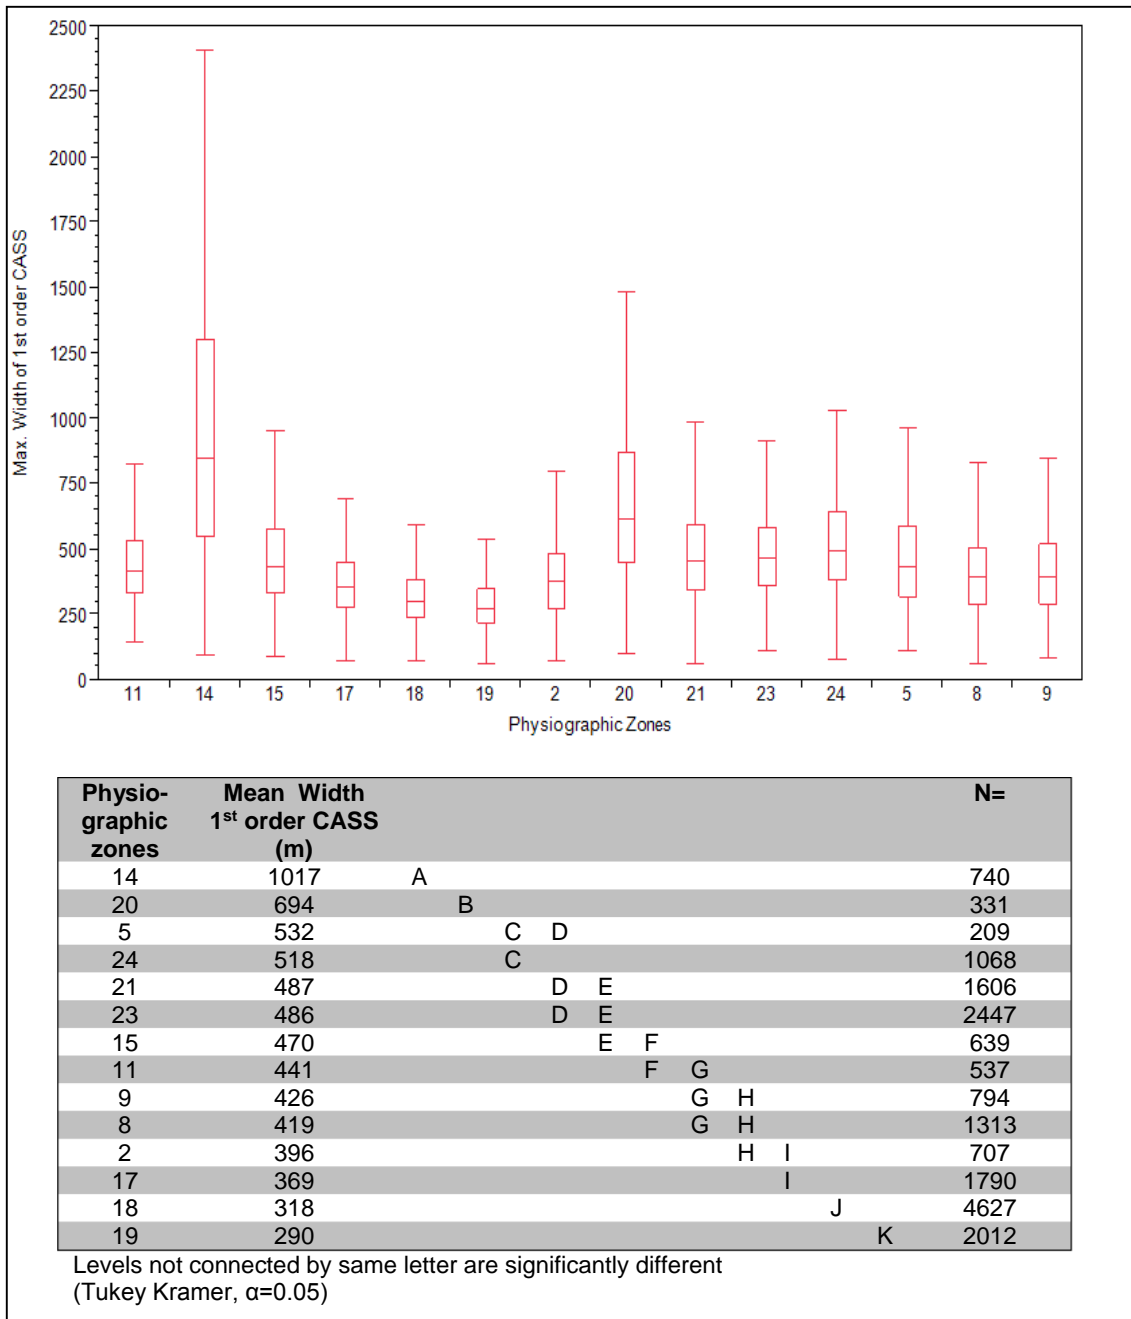 2500
2250
2000
1750
1500
1250
1000
750
500
250
0
Max. Width of 1st order CASS
11 14 15 17 18 19 2 20 21 23 24 5 8 9
Physiographic Zones
Physio- Mean Width N=
graphic 1st order CASS
zones (m)
14 1017 A 740
20 694 B 331
5 532 C D 209
24 518 C 1068
21 487 D E 1606
23 486 D E 2447
15 470 E F 639
11 441 F G 537
9 426 G H 794
8 419 G H 1313
2 396 H I 707
17 369 I 1790
18 318 J 4627
19 290 K 2012
Levels not connected by same letter are significantly different
(Tukey Kramer, α=0.05)